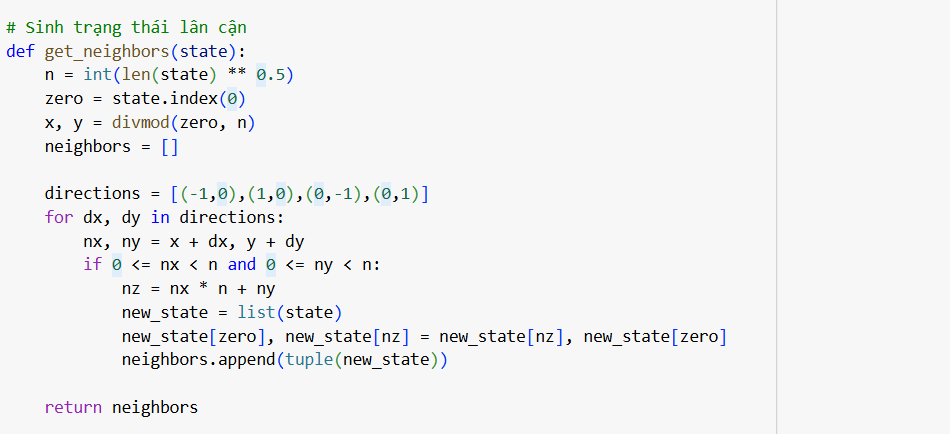 # Sinh trạng thái lân cận
def get_neighbors(state):
    n = int(len(state) ** 0.5)
    zero = state.index(0)
    x, y = divmod(zero, n)
    neighbors = []

    directions = [(-1,0),(1,0),(0,-1),(0,1)]
    for dx, dy in directions:
        nx, ny = x + dx, y + dy
        if 0 <= nx < n and 0 <= ny < n:
            nz = nx * n + ny
            new_state = list(state)
            new_state[zero], new_state[nz] = new_state[nz], new_state[zero]
            neighbors.append(tuple(new_state))

    return neighbors